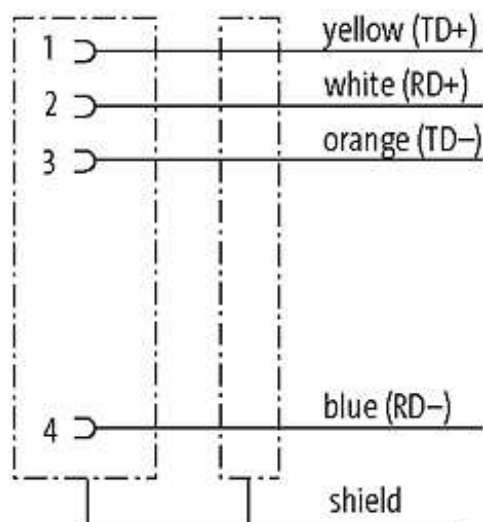 1 yellow (TD+)
2 white (RD+)
3 orange (TD–)
4 blue (RD–)
shield